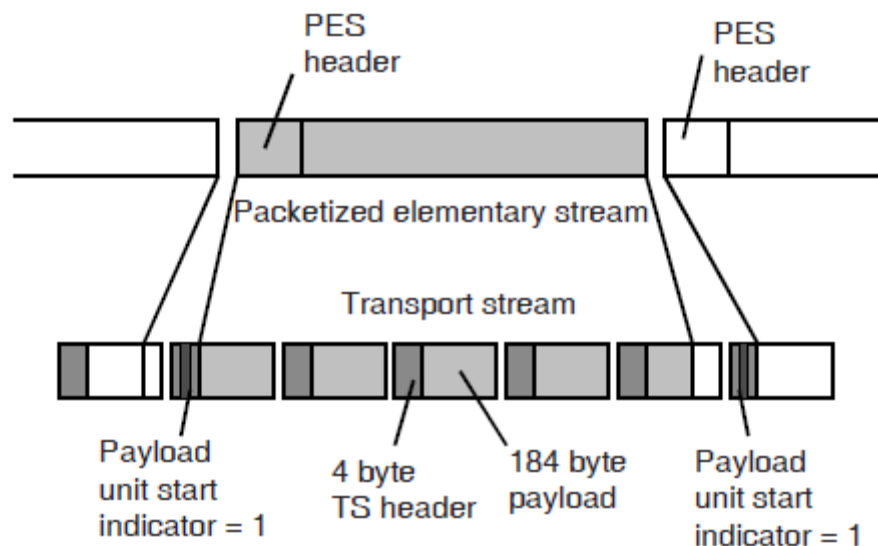 PES
header
PES
header
Packetized elementary stream
Transport stream
Payload
unit start
indicator = 1
4 byte
TS header
184 byte
payload
Payload
unit start
indicator = 1